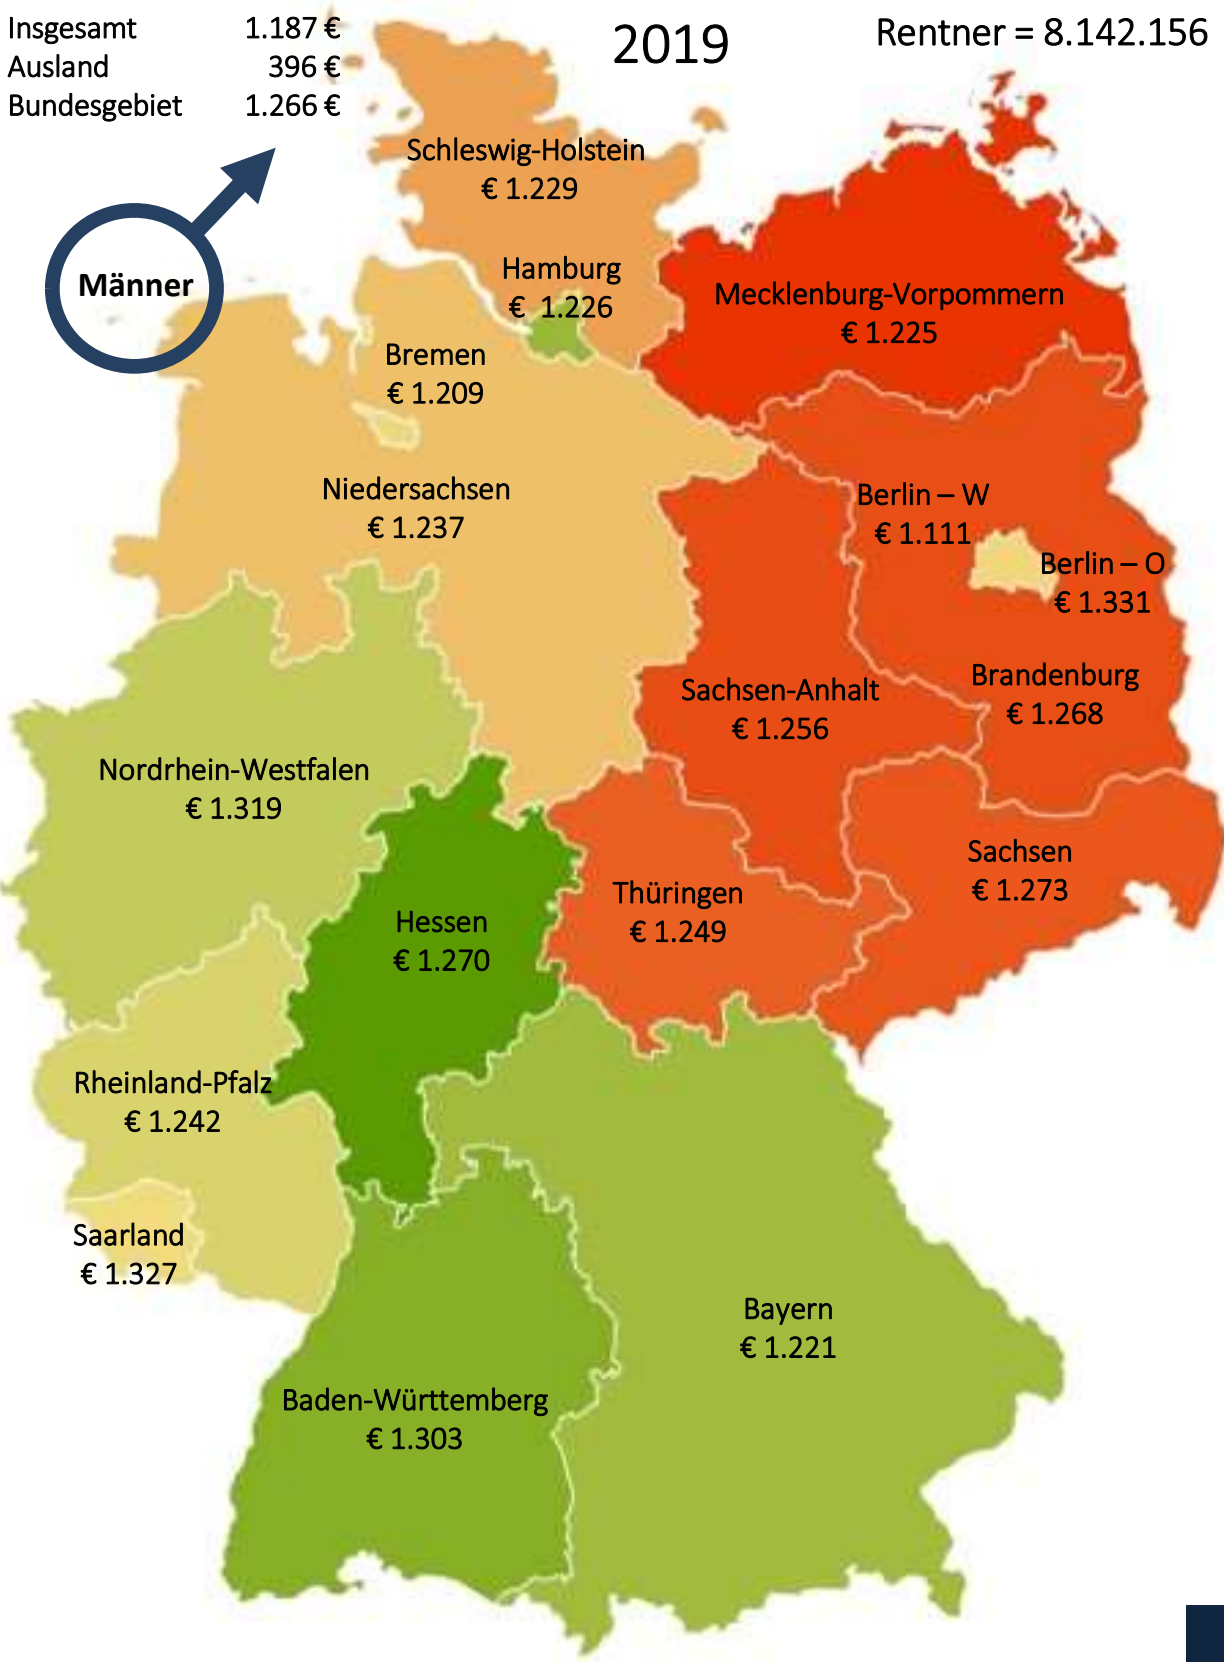 Insgesamt 1.187 €
Ausland 396 €
Bundesgebiet 1.266 €
2019
Rentner = 8.142.156
Männer
Schleswig-Holstein
€ 1.229
Hamburg
€ 1.226
Mecklenburg-Vorpommern
€ 1.225
Bremen
€ 1.209
Niedersachsen
€ 1.237
Berlin – W
€ 1.111
Berlin – O
€ 1.331
Brandenburg
€ 1.268
Sachsen-Anhalt
€ 1.256
Nordrhein-Westfalen
€ 1.319
Sachsen
€ 1.273
Thüringen
€ 1.249
Hessen
€ 1.270
Rheinland-Pfalz
€ 1.242
Saarland
€ 1.327
Bayern
€ 1.221
Baden-Württemberg
€ 1.303